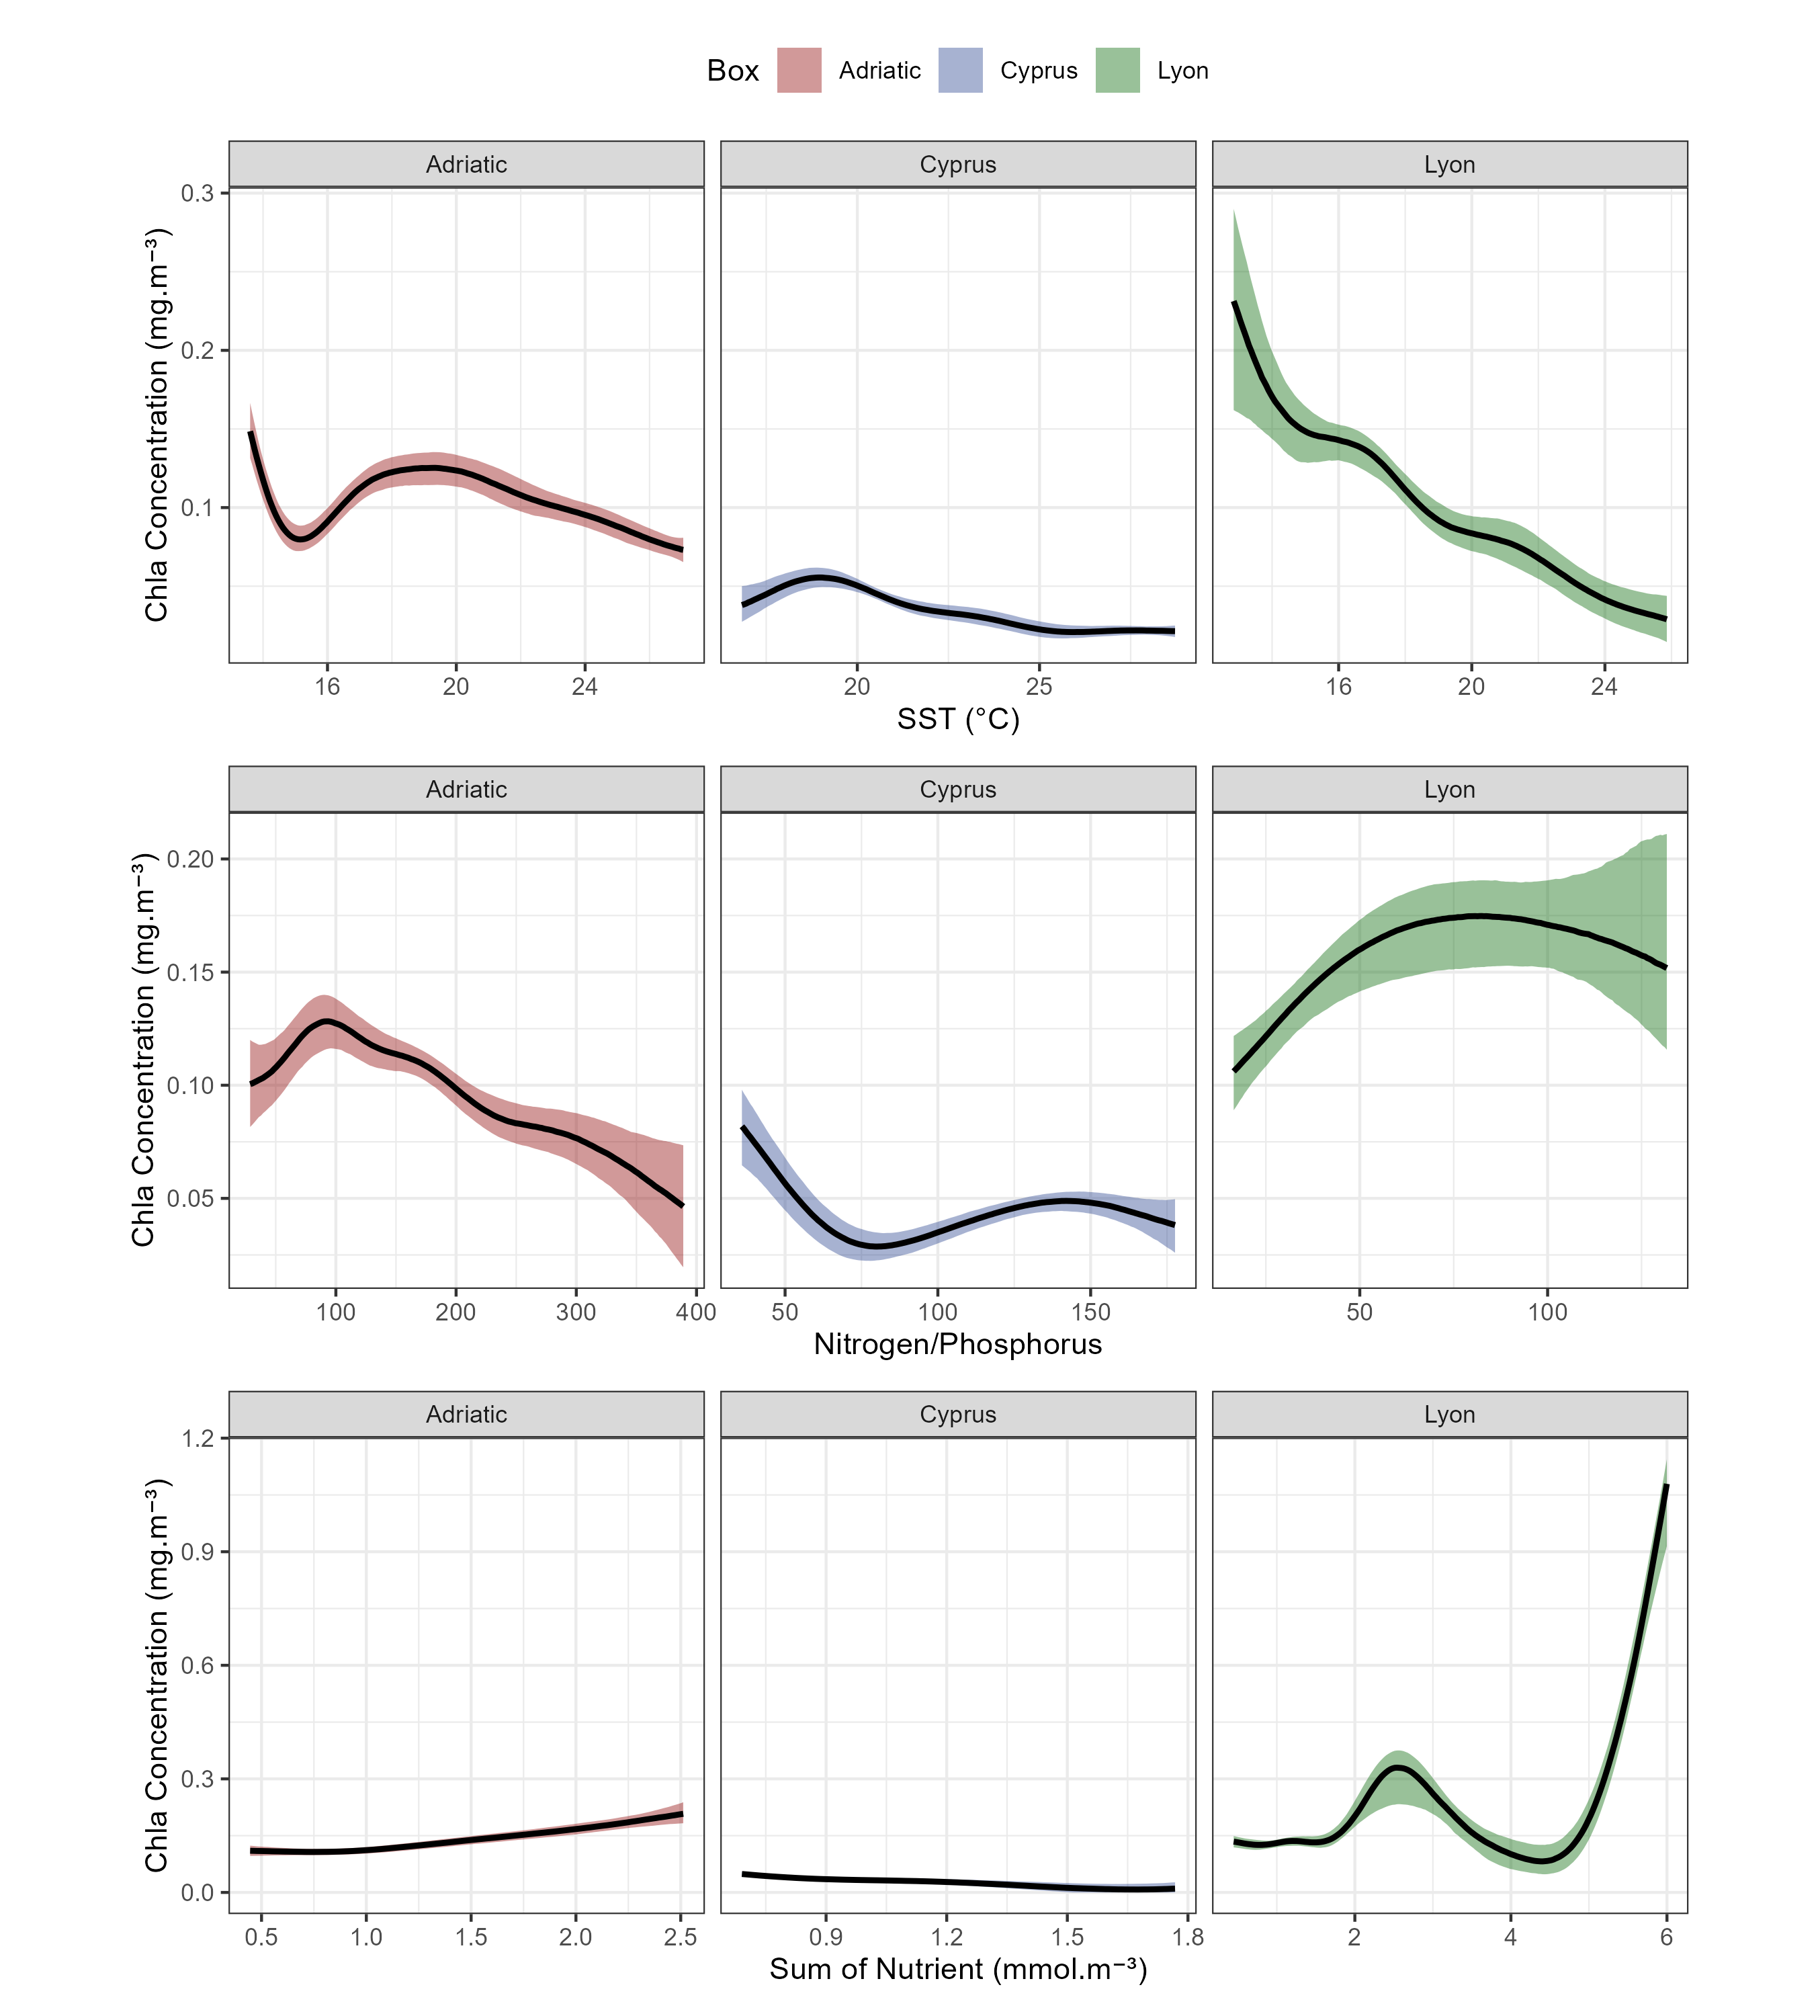 Box Adriatic Cyprus Lyon
Adriatic Cyprus Lyon
Chla Concentration (mg.m⁻³)
0.3
0.2
0.1
16 20 24 20 25 16 20 24
SST (°C)
Adriatic Cyprus Lyon
Chla Concentration (mg.m⁻³)
0.20
0.15
0.10
0.05
100 200 300 400 50 100 150 50 100
Nitrogen/Phosphorus
Adriatic Cyprus Lyon
Chla Concentration (mg.m⁻³)
1.2
0.9
0.6
0.3
0.0
0.5 1.0 1.5 2.0 2.5 0.9 1.2 1.5 1.8 2 4 6
Sum of Nutrient (mmol.m⁻³)